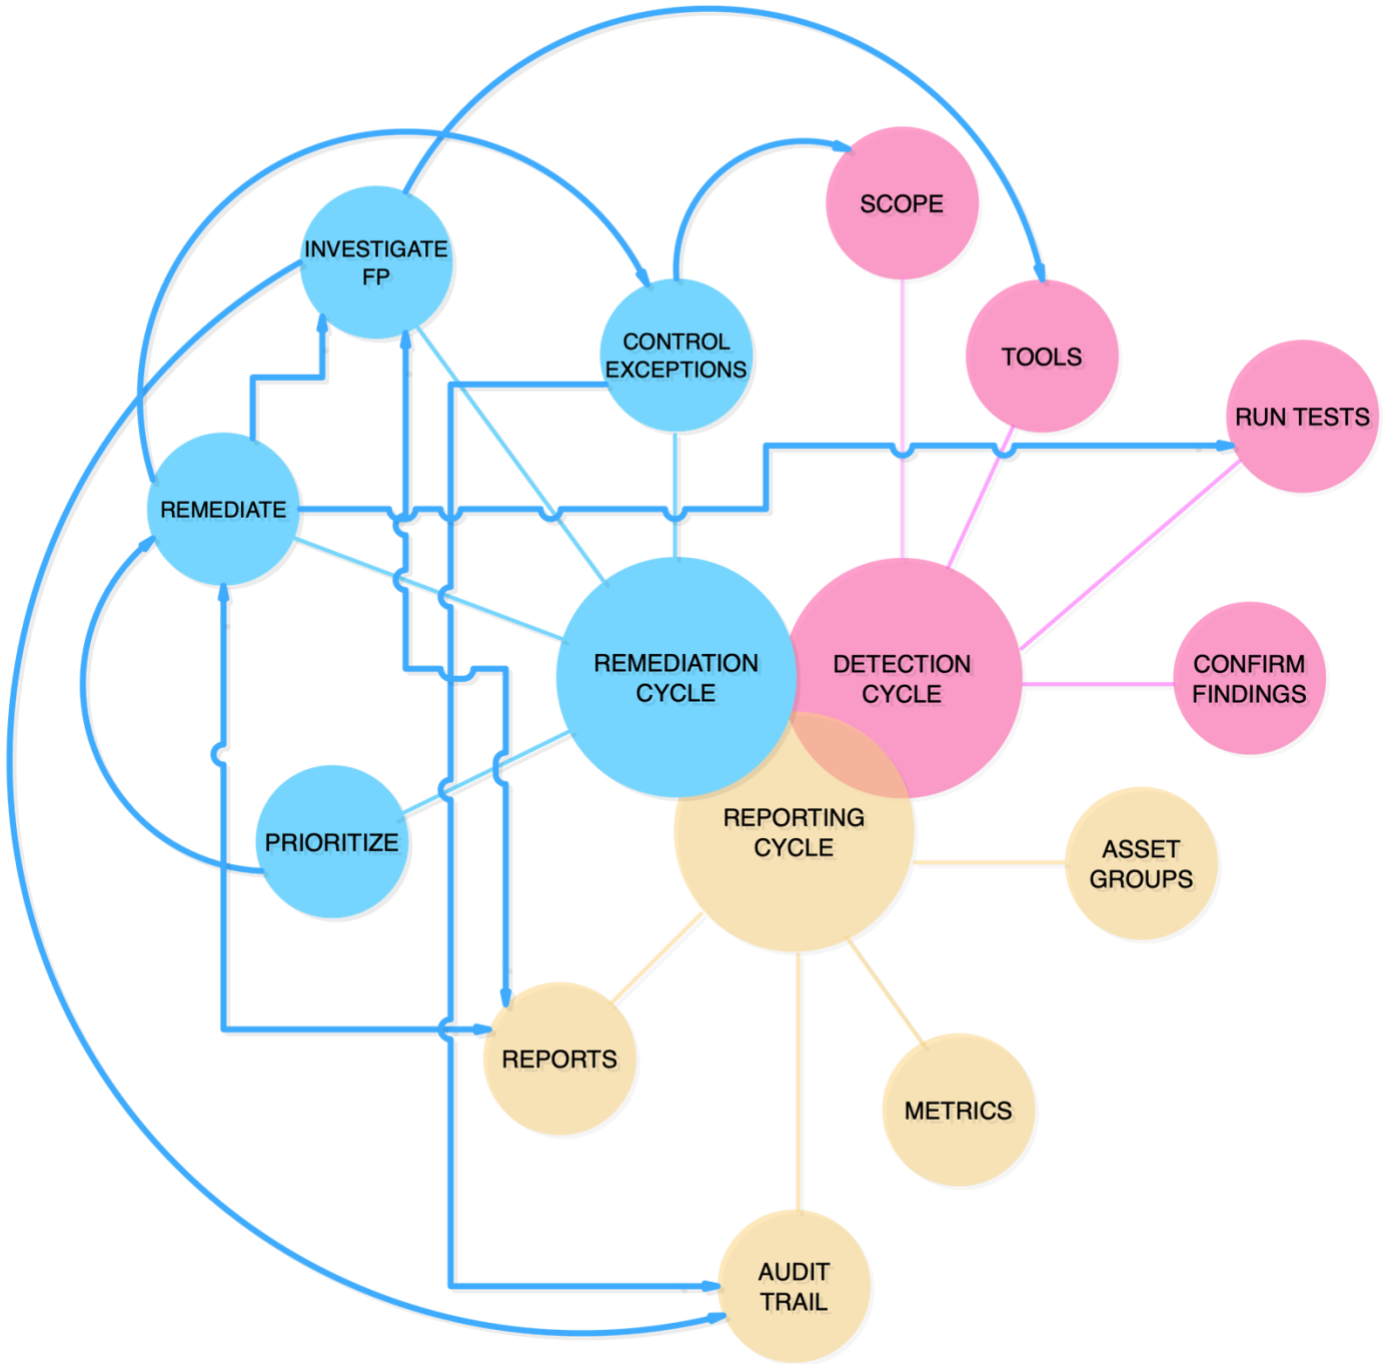 SCOPE
INVESTIGATE
FP
CONTROL
EXCEPTIONS
TOOLS
RUN TESTS
REMEDIATE
REMEDIATION
CYCLE
DETECTION
CYCLE
CONFIRM
FINDINGS
PRIORITIZE
REPORTING
CYCLE
ASSET
GROUPS
REPORTS
METRICS
AUDIT
TRAIL